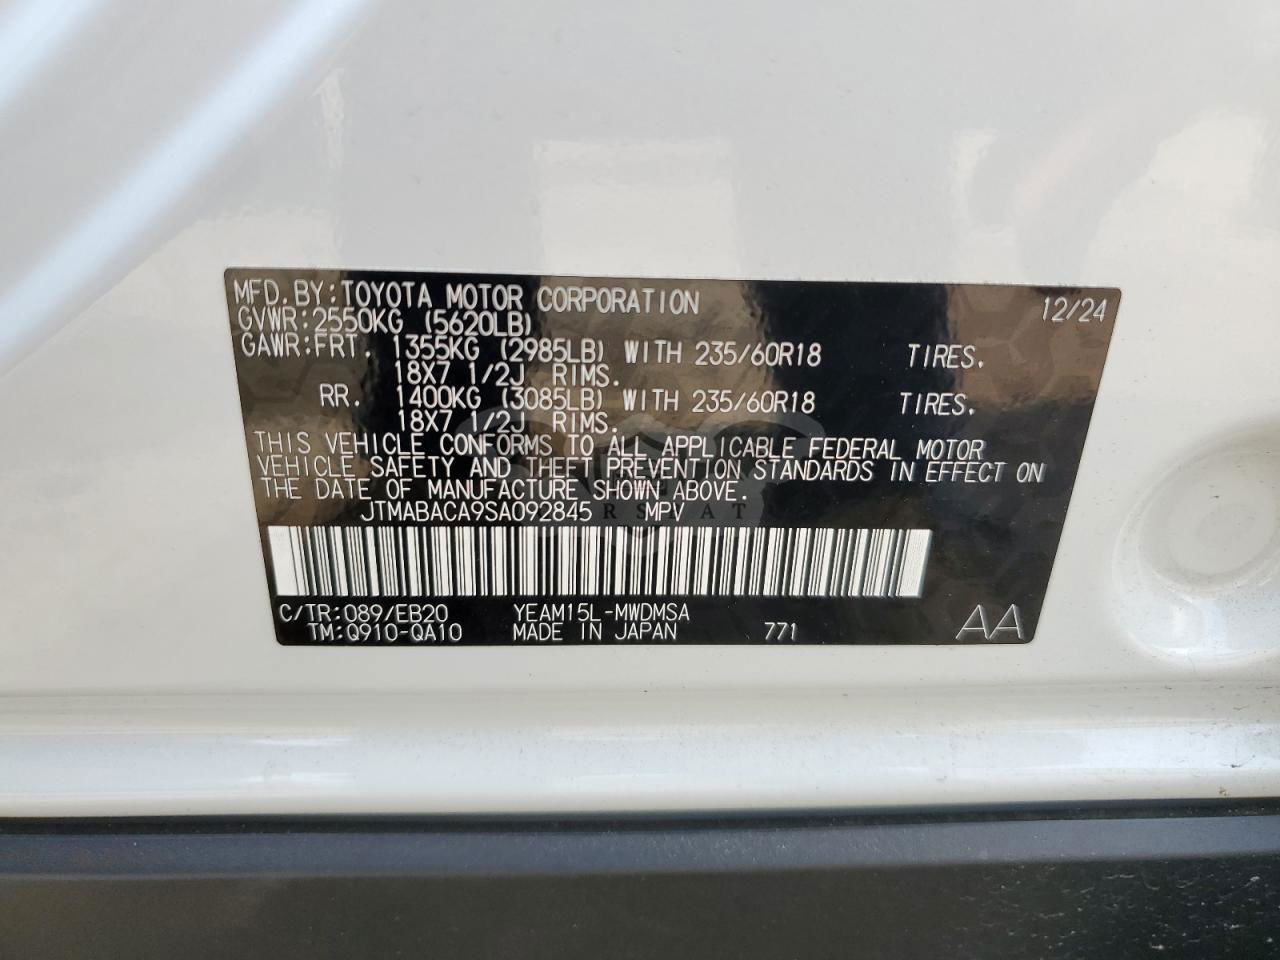 MFD.BY:TOYOTA MOTOR CORPORATION 12/24
GVWR:2550KG (5620LB)
GAWR:FRT. 1355KG (2985LB) WITH 235/60R18 TIRES.
18X7 1/2J RIMS.
RR. 1400KG (3085LB) WITH 235/60R18 TIRES.
18X7 1/2J RIMS.
THIS VEHICLE CONFORMS TO ALL APPLICABLE FEDERAL MOTOR
VEHICLE SAFETY AND THEFT PREVENTION STANDARDS IN EFFECT ON
THE DATE OF MANUFACTURE SHOWN ABOVE.
JTMABACA9SA092845 MPV
C/TR:089/EB20 YEAM15L-MWDMSA
TM:Q910-QA10 MADE IN JAPAN 771 AA